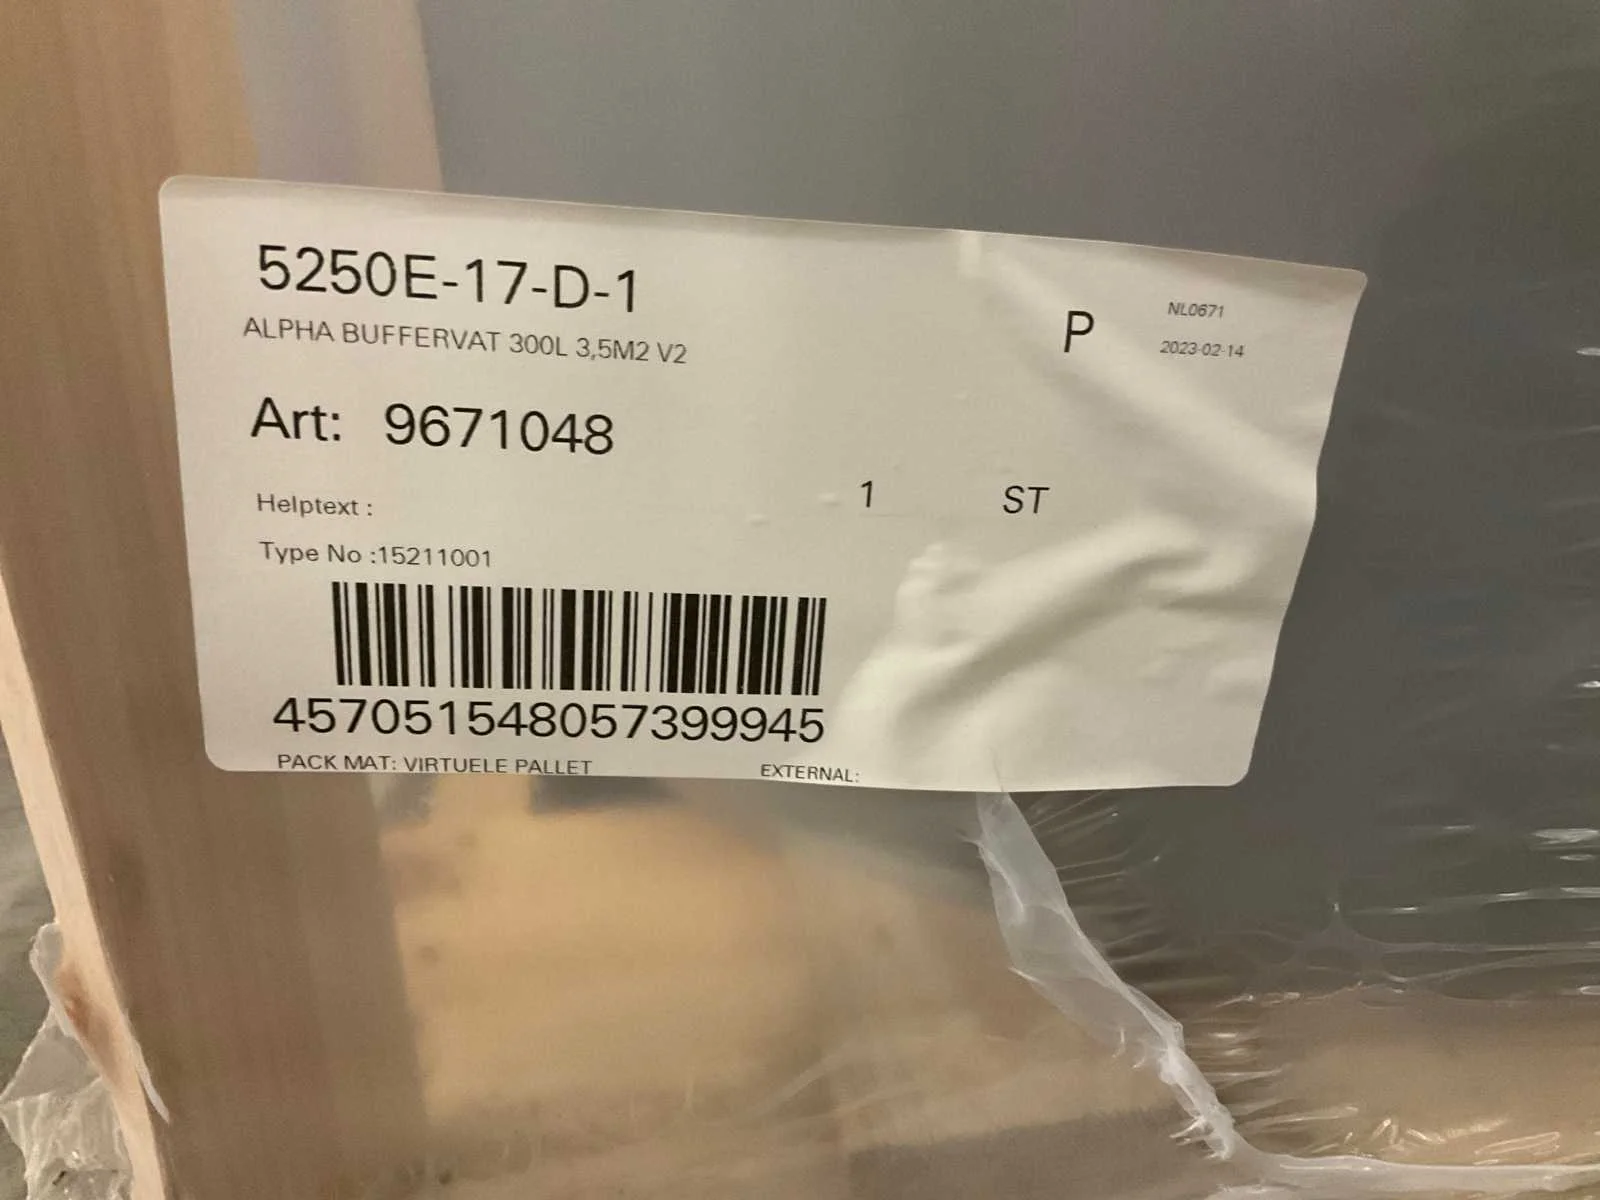 5250E-17-D-1
ALPHA BUFFERVAT 300L 3,5M2 V2
P
NL0671
2023-02-14
Art: 9671048
1 ST
Helptext :
Type No :15211001
457051548057399945
PACK MAT: VIRTUELE PALLET
EXTERNAL: